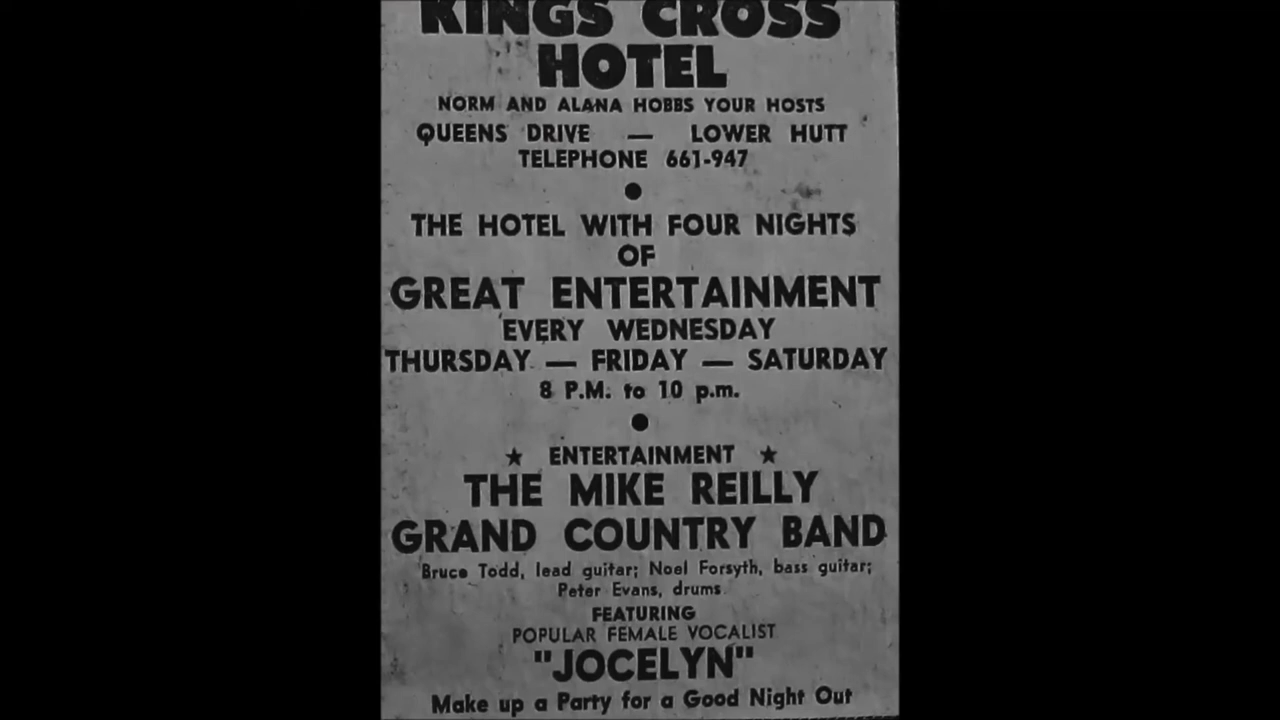 KINGS CROSS
HOTEL
NORM AND ALANA HOBBS YOUR HOSTS
QUEENS DRIVE — LOWER HUTT
TELEPHONE 661-947
THE HOTEL WITH FOUR NIGHTS
OF
GREAT ENTERTAINMENT
EVERY WEDNESDAY
THURSDAY — FRIDAY — SATURDAY
8 P.M. to 10 p.m.
★ ENTERTAINMENT ★
THE MIKE REILLY
GRAND COUNTRY BAND
Bruce Todd, lead guitar; Noel Forsyth, bass guitar;
Peter Evans, drums.
FEATURING
POPULAR FEMALE VOCALIST
"JOCELYN"
Make up a Party for a Good Night Out